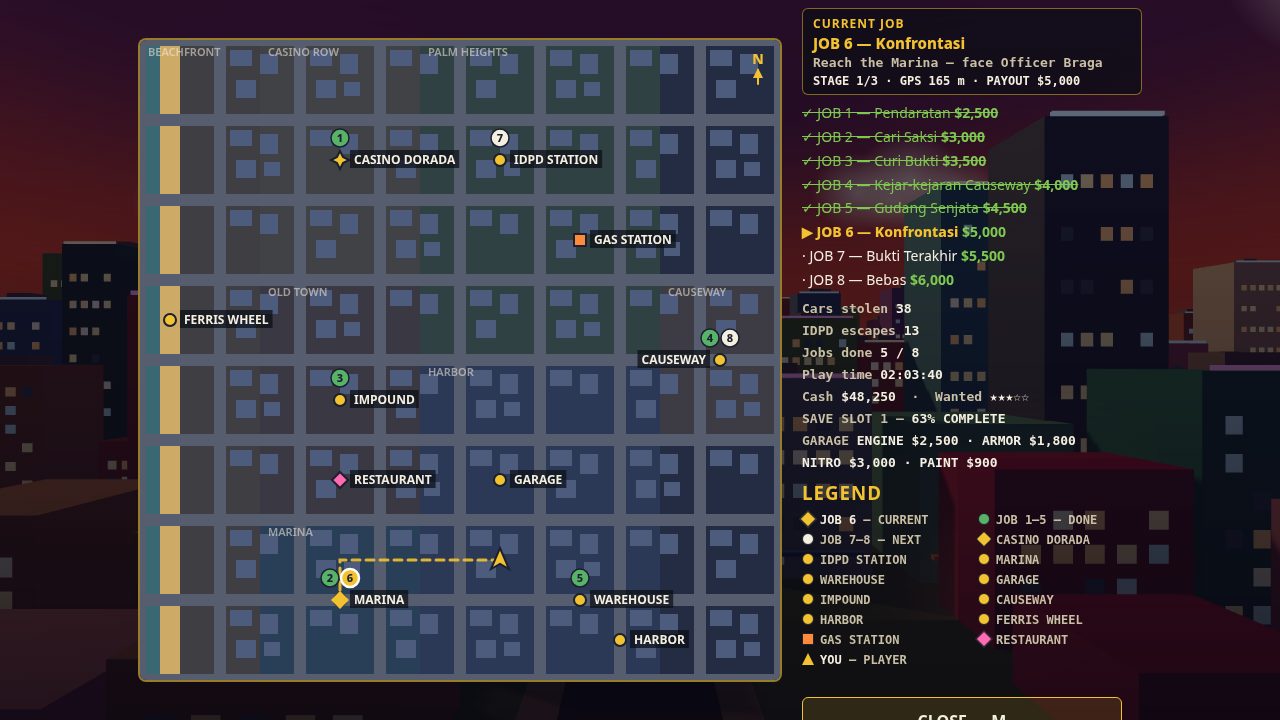 BEACHFRONT
CASINO ROW
PALM HEIGHTS
N
1
7
CASINO DORADA
IDPD STATION
GAS STATION
OLD TOWN
CAUSEWAY
FERRIS WHEEL
4
8
CAUSEWAY
3
HARBOR
IMPOUND
RESTAURANT
GARAGE
MARINA
2
6
5
MARINA
WAREHOUSE
HARBOR
CURRENT JOB
JOB 6 — Konfrontasi
Reach the Marina — face Officer Braga
STAGE 1/3 · GPS 165 m · PAYOUT $5,000
✓ JOB 1 — Pendaratan $2,500
✓ JOB 2 — Cari Saksi $3,000
✓ JOB 3 — Curi Bukti $3,500
✓ JOB 4 — Kejar-kejaran Causeway $4,000
✓ JOB 5 — Gudang Senjata $4,500
▶ JOB 6 — Konfrontasi $5,000
· JOB 7 — Bukti Terakhir $5,500
· JOB 8 — Bebas $6,000
Cars stolen 38
IDPD escapes 13
Jobs done 5 / 8
Play time 02:03:40
Cash $48,250 · Wanted ★★★☆☆
SAVE SLOT 1 — 63% COMPLETE
GARAGE ENGINE $2,500 · ARMOR $1,800
NITRO $3,000 · PAINT $900
LEGEND
JOB 6 — CURRENT
JOB 1–5 — DONE
JOB 7–8 — NEXT
CASINO DORADA
IDPD STATION
MARINA
WAREHOUSE
GARAGE
IMPOUND
CAUSEWAY
HARBOR
FERRIS WHEEL
GAS STATION
RESTAURANT
YOU — PLAYER
CLOSE — M